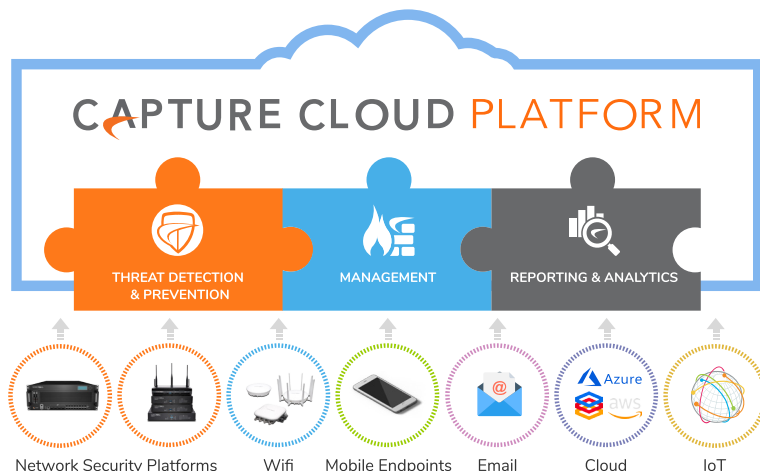 CAPTURE CLOUD PLATFORM
THREAT DETECTION
& PREVENTION
MANAGEMENT
REPORTING & ANALYTICS
@
Azure
aws
Network Security Platforms
Wifi
Mobile Endpoints
Email
Cloud
IoT